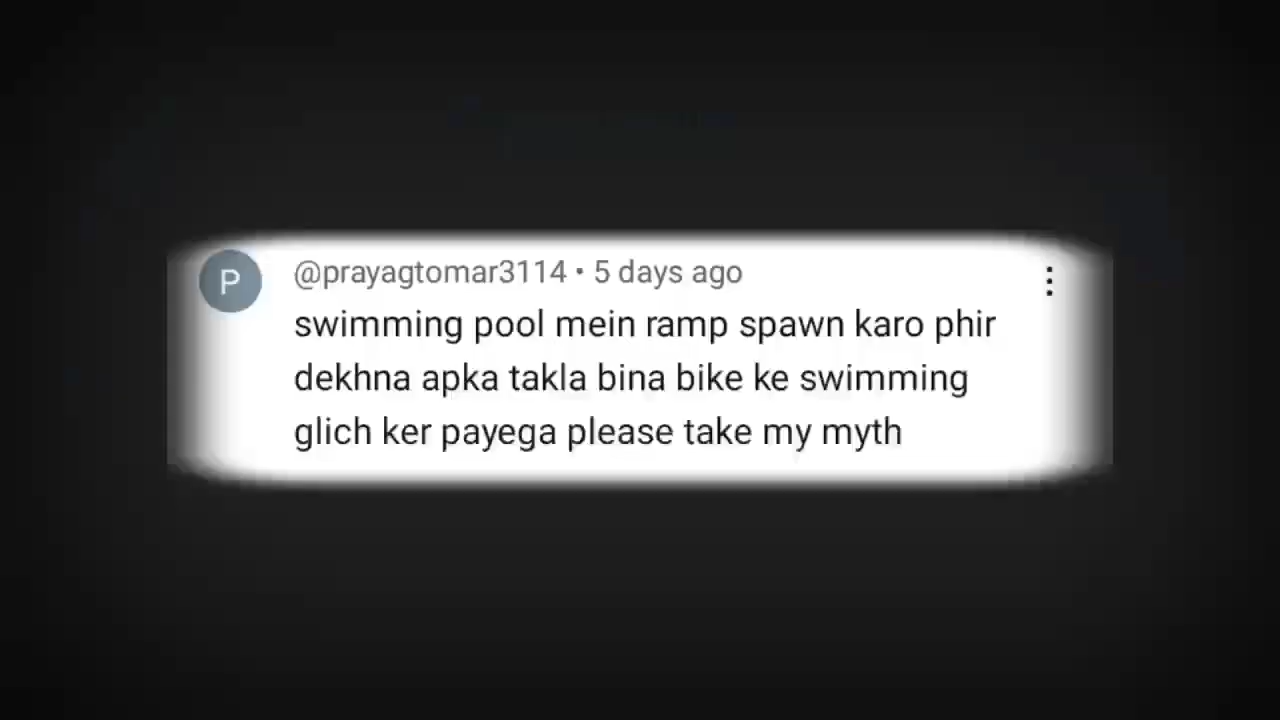 P
@prayagtomar3114 • 5 days ago
swimming pool mein ramp spawn karo phir
dekhna apka takla bina bike ke swimming
glich ker payega please take my myth